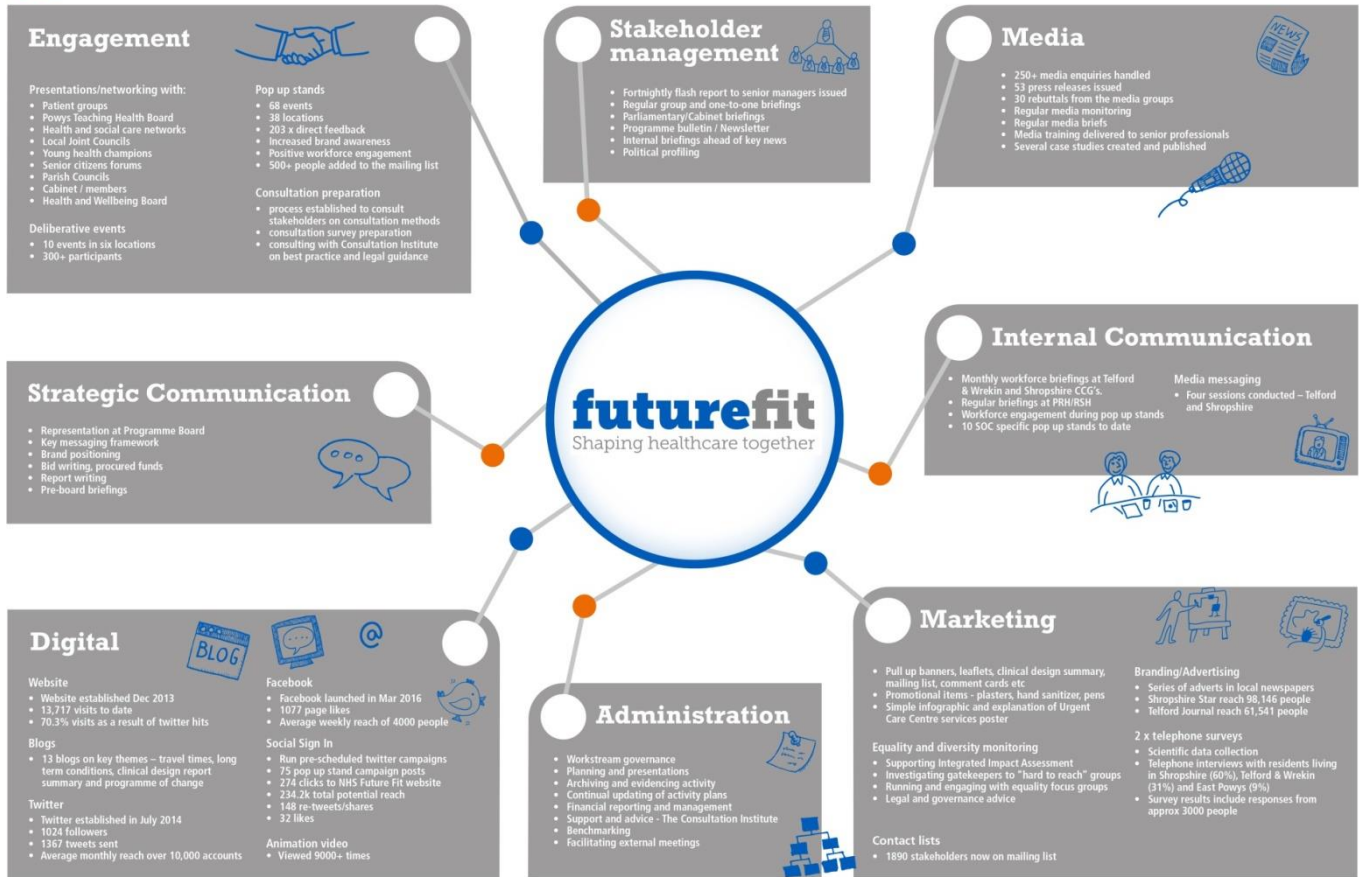 Engagement
Presentations/networking with:
• Patient groups
• Powys Teaching Health Board
• Health and social care networks
• Local Joint Councils
• Young health champions
• Senior citizens forums
• Parish Councils
• Cabinet / members
• Health and Wellbeing Board
Deliberative events
• 10 events in six locations
• 300+ participants
Pop up stands
• 68 events
• 38 locations
• 203 x direct feedback
• Increased brand awareness
• Positive workforce engagement
• 500+ people added to the mailing list
Consultation preparation
• process established to consult
stakeholders on consultation methods
• consultation survey preparation
• consulting with Consultation Institute
on best practice and legal guidance
Stakeholder
management
• Fortnightly flash report to senior managers issued
• Regular group and one-to-one briefings
• Parliamentary/Cabinet briefings
• Programme bulletin / Newsletter
• Internal briefings ahead of key news
• Political profiling
Media
NEWS
• 250+ media enquiries handled
• 53 press releases issued
• 30 rebuttals from the media groups
• Regular media monitoring
• Regular media briefs
• Media training delivered to senior professionals
• Several case studies created and published
Strategic Communication
• Representation at Programme Board
• Key messaging framework
• Brand positioning
• Bid writing, procured funds
• Report writing
• Pre-board briefings
futurefit
Shaping healthcare together
Internal Communication
• Monthly workforce briefings at Telford
& Wrekin and Shropshire CCG's.
• Regular briefings at PRH/RSH
• Workforce engagement during pop up stands
• 10 SOC specific pop up stands to date
Media messaging
• Four sessions conducted – Telford
and Shropshire
Digital
BLOG
@
Website
• Website established Dec 2013
• 13,717 visits to date
• 70.3% visits as a result of twitter hits
Blogs
• 13 blogs on key themes – travel times, long
term conditions, clinical design report
summary and programme of change
Twitter
• Twitter established in July 2014
• 1024 followers
• 1367 tweets sent
• Average monthly reach over 10,000 accounts
Facebook
• Facebook launched in Mar 2016
• 1077 page likes
• Average weekly reach of 4000 people
Social Sign In
• Run pre-scheduled twitter campaigns
• 75 pop up stand campaign posts
• 274 clicks to NHS Future Fit website
• 234.2k total potential reach
• 148 re-tweets/shares
• 32 likes
Animation video
• Viewed 9000+ times
Administration
• Workstream governance
• Planning and presentations
• Archiving and evidencing activity
• Continual updating of activity plans
• Financial reporting and management
• Support and advice - The Consultation Institute
• Benchmarking
• Facilitating external meetings
Marketing
• Pull up banners, leaflets, clinical design summary,
mailing list, comment cards etc
• Promotional items - plasters, hand sanitizer, pens
• Simple infographic and explanation of Urgent
Care Centre services poster
Equality and diversity monitoring
• Supporting Integrated Impact Assessment
• Investigating gatekeepers to "hard to reach" groups
• Running and engaging with equality focus groups
• Legal and governance advice
Contact lists
• 1890 stakeholders now on mailing list
Branding/Advertising
• Series of adverts in local newspapers
• Shropshire Star reach 98,146 people
• Telford Journal reach 61,541 people
2 x telephone surveys
• Scientific data collection
• Telephone interviews with residents living
in Shropshire (60%), Telford & Wrekin
(31%) and East Powys (9%)
• Survey results include responses from
approx 3000 people